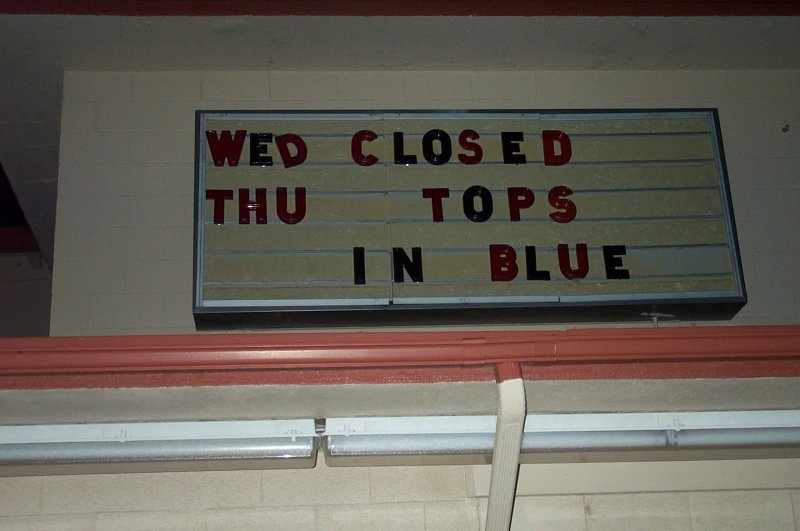 WED CLOSED
THU TOPS
IN BLUE